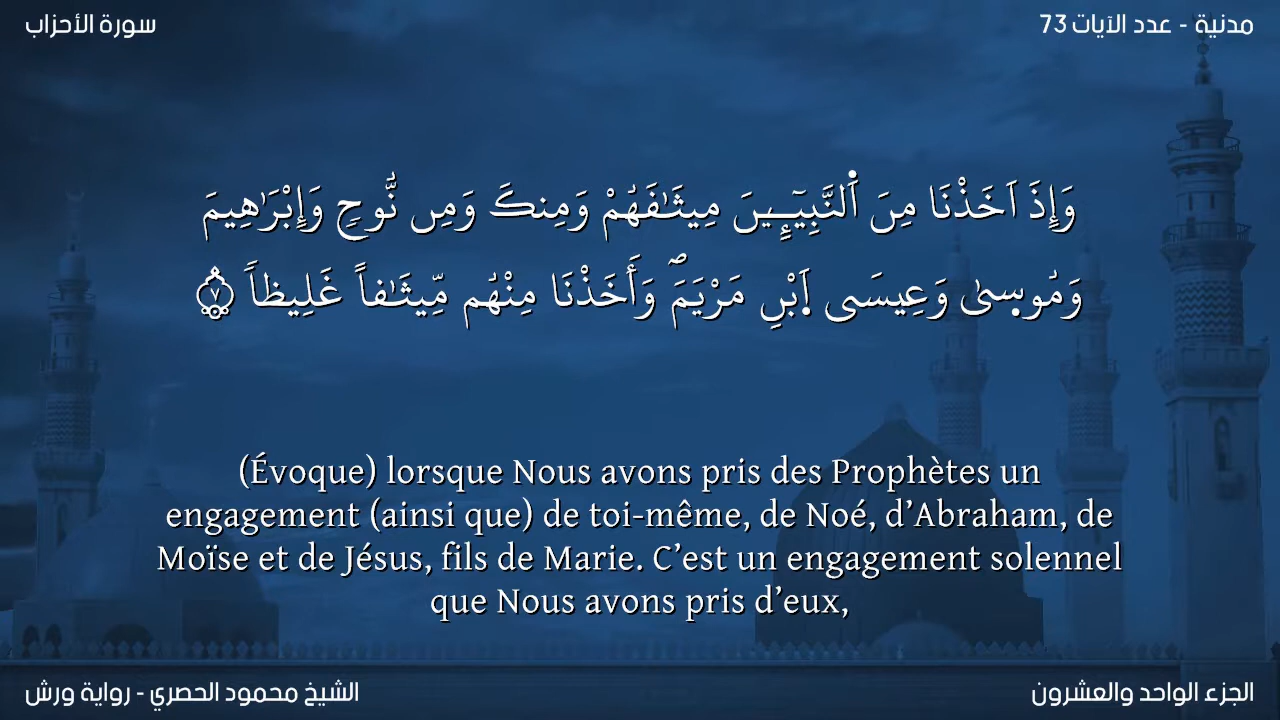 مدنية - عدد الآيات 73
سورة الأحزاب
وَإِذَ اَخَذْنَا مِنَ اَ۬لنَّبِيٓـِٕينَ مِيثَٰقَهُمْ وَمِنكَ وَمِن نُّوحٖ وَإِبْرَٰهِيمَ
وَمُوس۪يٰ وَعِيسَي اَ۪بْنِ مَرْيَمَۖ وَأَخَذْنَا مِنْهُم مِّيثَٰقاً غَلِيظاٗ ٧
(Évoque) lorsque Nous avons pris des Prophètes un
engagement (ainsi que) de toi-même, de Noé, d’Abraham, de
Moïse et de Jésus, fils de Marie. C’est un engagement solennel
que Nous avons pris d’eux,
الجزء الواحد والعشرون
الشيخ محمود الحصري - رواية ورش